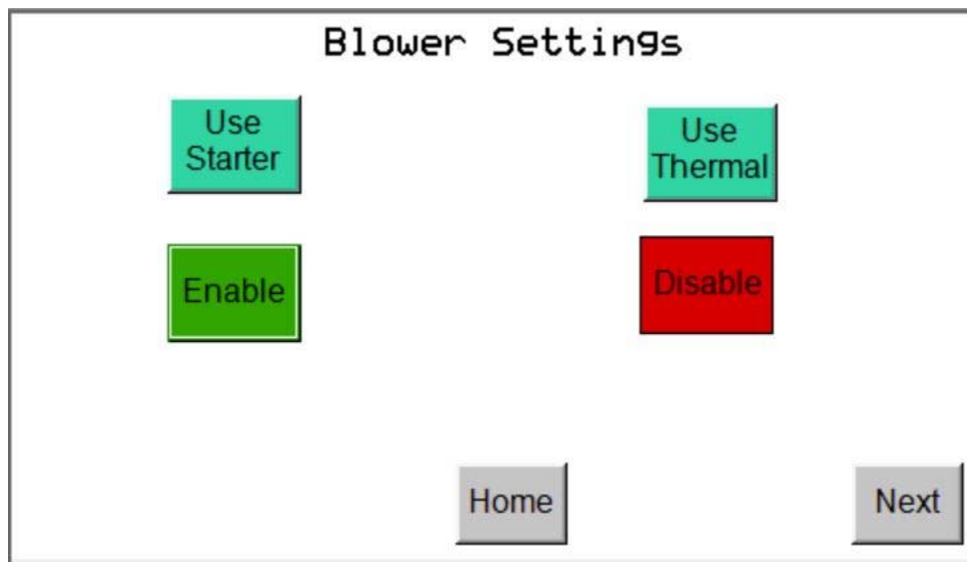 Blower Settings
Use
Starter
Use
Thermal
Enable
Disable
Home
Next